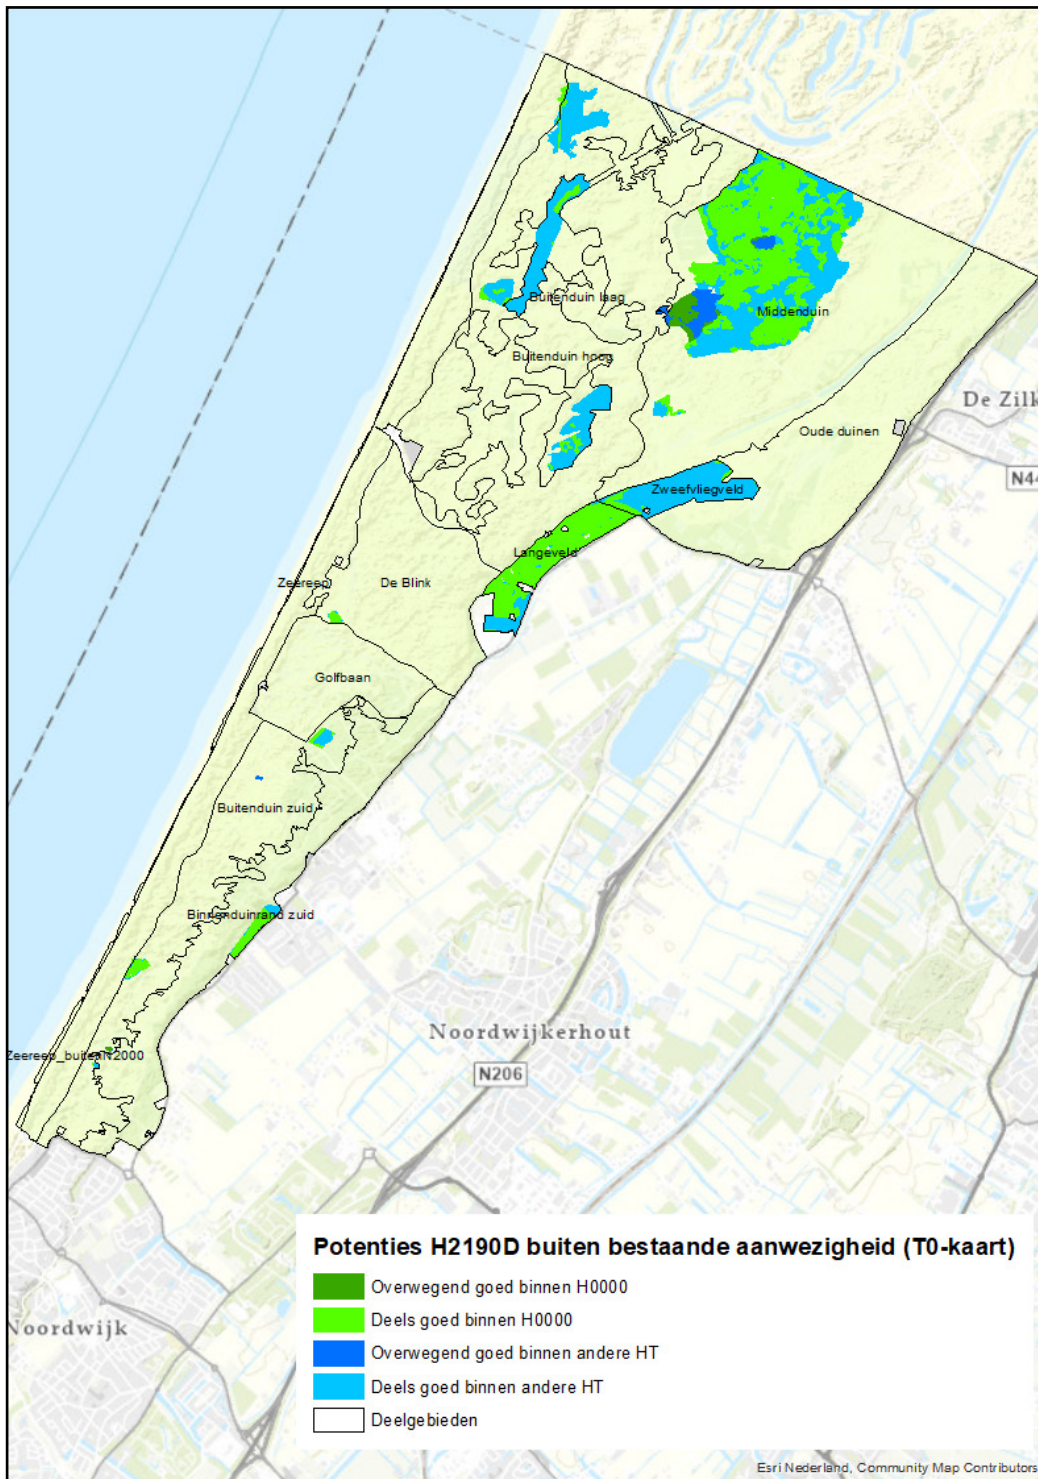 Buitenduin laag
Middenduin
Buitenduin hoog
De Zilk
Oude duinen
N44
Zweefvliegveld
Langeveld
Zeereep
De Blink
Golfbaan
Buitenduin zuid
Binnenduinrand zuid
Noordwijkerhout
Zeereep_buitenN2000
N206
Noordwijk
Potenties H2190D buiten bestaande aanwezigheid (T0-kaart)
Overwegend goed binnen H0000
Deels goed binnen H0000
Overwegend goed binnen andere HT
Deels goed binnen andere HT
Deelgebieden
Esri Nederland, Community Map Contributors